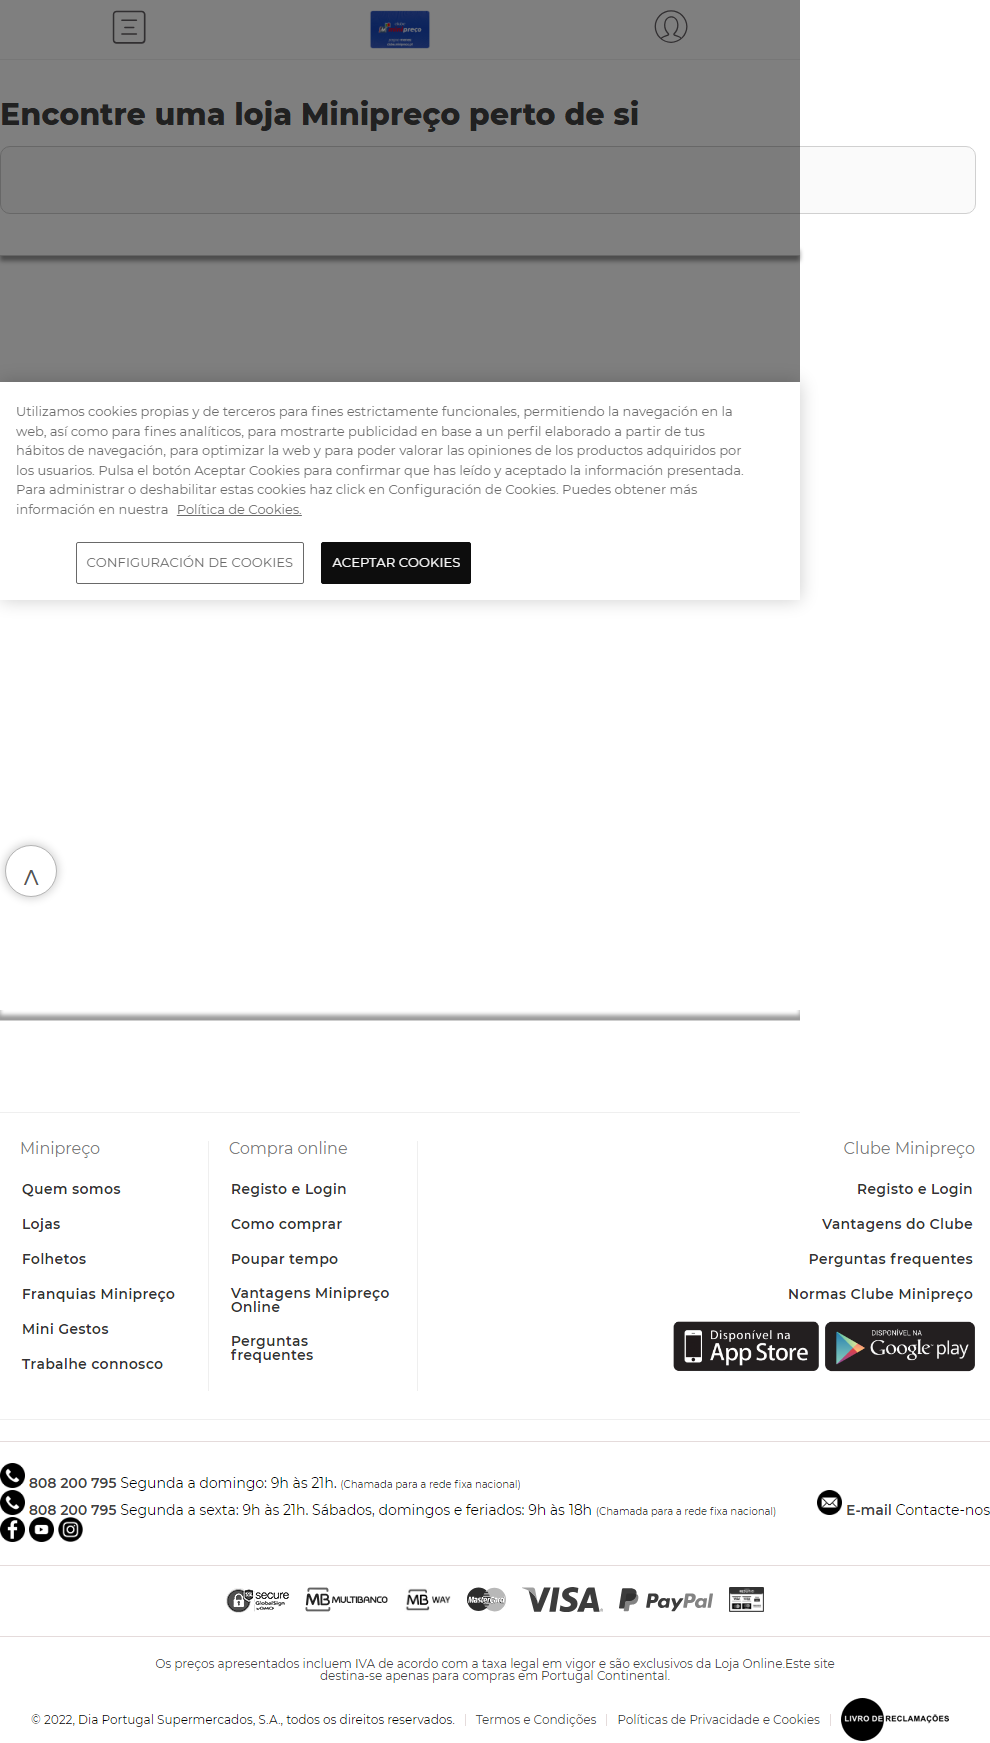 clube
minipreço
Encontre uma loja Minipreço perto de si
Utilizamos cookies propias y de terceros para fines estrictamente funcionales, permitiendo la navegación en la
web, así como para fines analíticos, para mostrarte publicidad en base a un perfil elaborado a partir de tus
hábitos de navegación, para optimizar la web y para poder valorar las opiniones de los productos adquiridos por
los usuarios. Pulsa el botón Aceptar Cookies para confirmar que has leído y aceptado la información presentada.
Para administrar o deshabilitar estas cookies haz click en Configuración de Cookies. Puedes obtener más
información en nuestra Política de Cookies.
CONFIGURACIÓN DE COOKIES ACEPTAR COOKIES
Minipreço
Quem somos
Lojas
Folhetos
Franquias Minipreço
Mini Gestos
Trabalhe connosco
Compra online
Registo e Login
Como comprar
Poupar tempo
Vantagens Minipreço
Online
Perguntas
frequentes
Clube Minipreço
Registo e Login
Vantagens do Clube
Perguntas frequentes
Normas Clube Minipreço
Disponível na
App Store
DISPONÍVEL NA
Google play
808 200 795 Segunda a domingo: 9h às 21h. (Chamada para a rede fixa nacional)
808 200 795 Segunda a sexta: 9h às 21h. Sábados, domingos e feriados: 9h às 18h (Chamada para a rede fixa nacional)
E-mail Contacte-nos
SSL secure GlobalSign
MB MULTIBANCO
MB WAY
MasterCard
VISA
PayPal
Os preços apresentados incluem IVA de acordo com a taxa legal em vigor e são exclusivos da Loja Online.Este site
destina-se apenas para compras em Portugal Continental.
© 2022, Dia Portugal Supermercados, S.A., todos os direitos reservados. Termos e Condições Políticas de Privacidade e Cookies LIVRO DE RECLAMAÇÕES